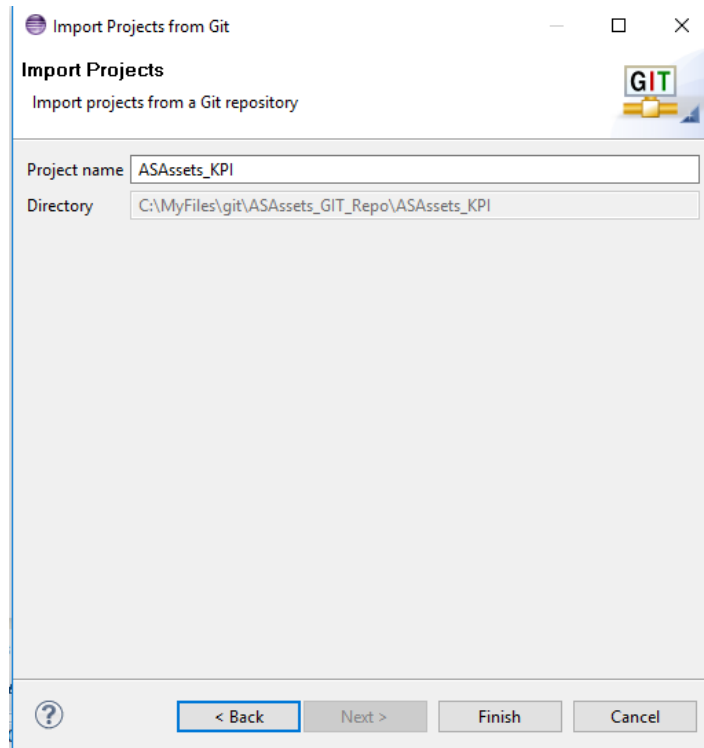 Import Projects from Git
Import Projects
Import projects from a Git repository
GIT
Project name ASAssets_KPI
Directory C:\MyFiles\git\ASAssets_GIT_Repo\ASAssets_KPI
? < Back Next > Finish Cancel